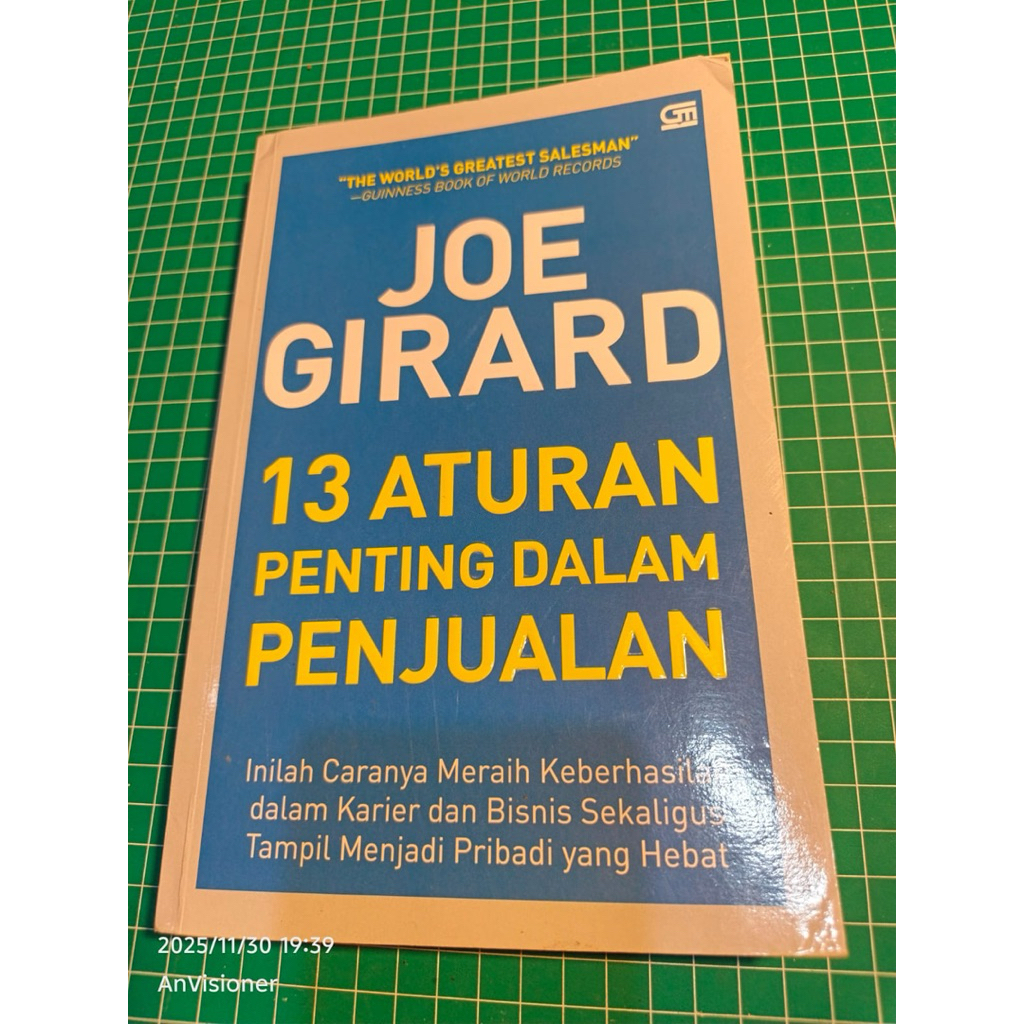 "THE WORLD'S GREATEST SALESMAN"
—GUINNESS BOOK OF WORLD RECORDS
JOE
GIRARD
13 ATURAN
PENTING DALAM
PENJUALAN
Inilah Caranya Meraih Keberhasilan
dalam Karier dan Bisnis Sekaligus
Tampil Menjadi Pribadi yang Hebat
2025/11/30 19:39
AnVisioner